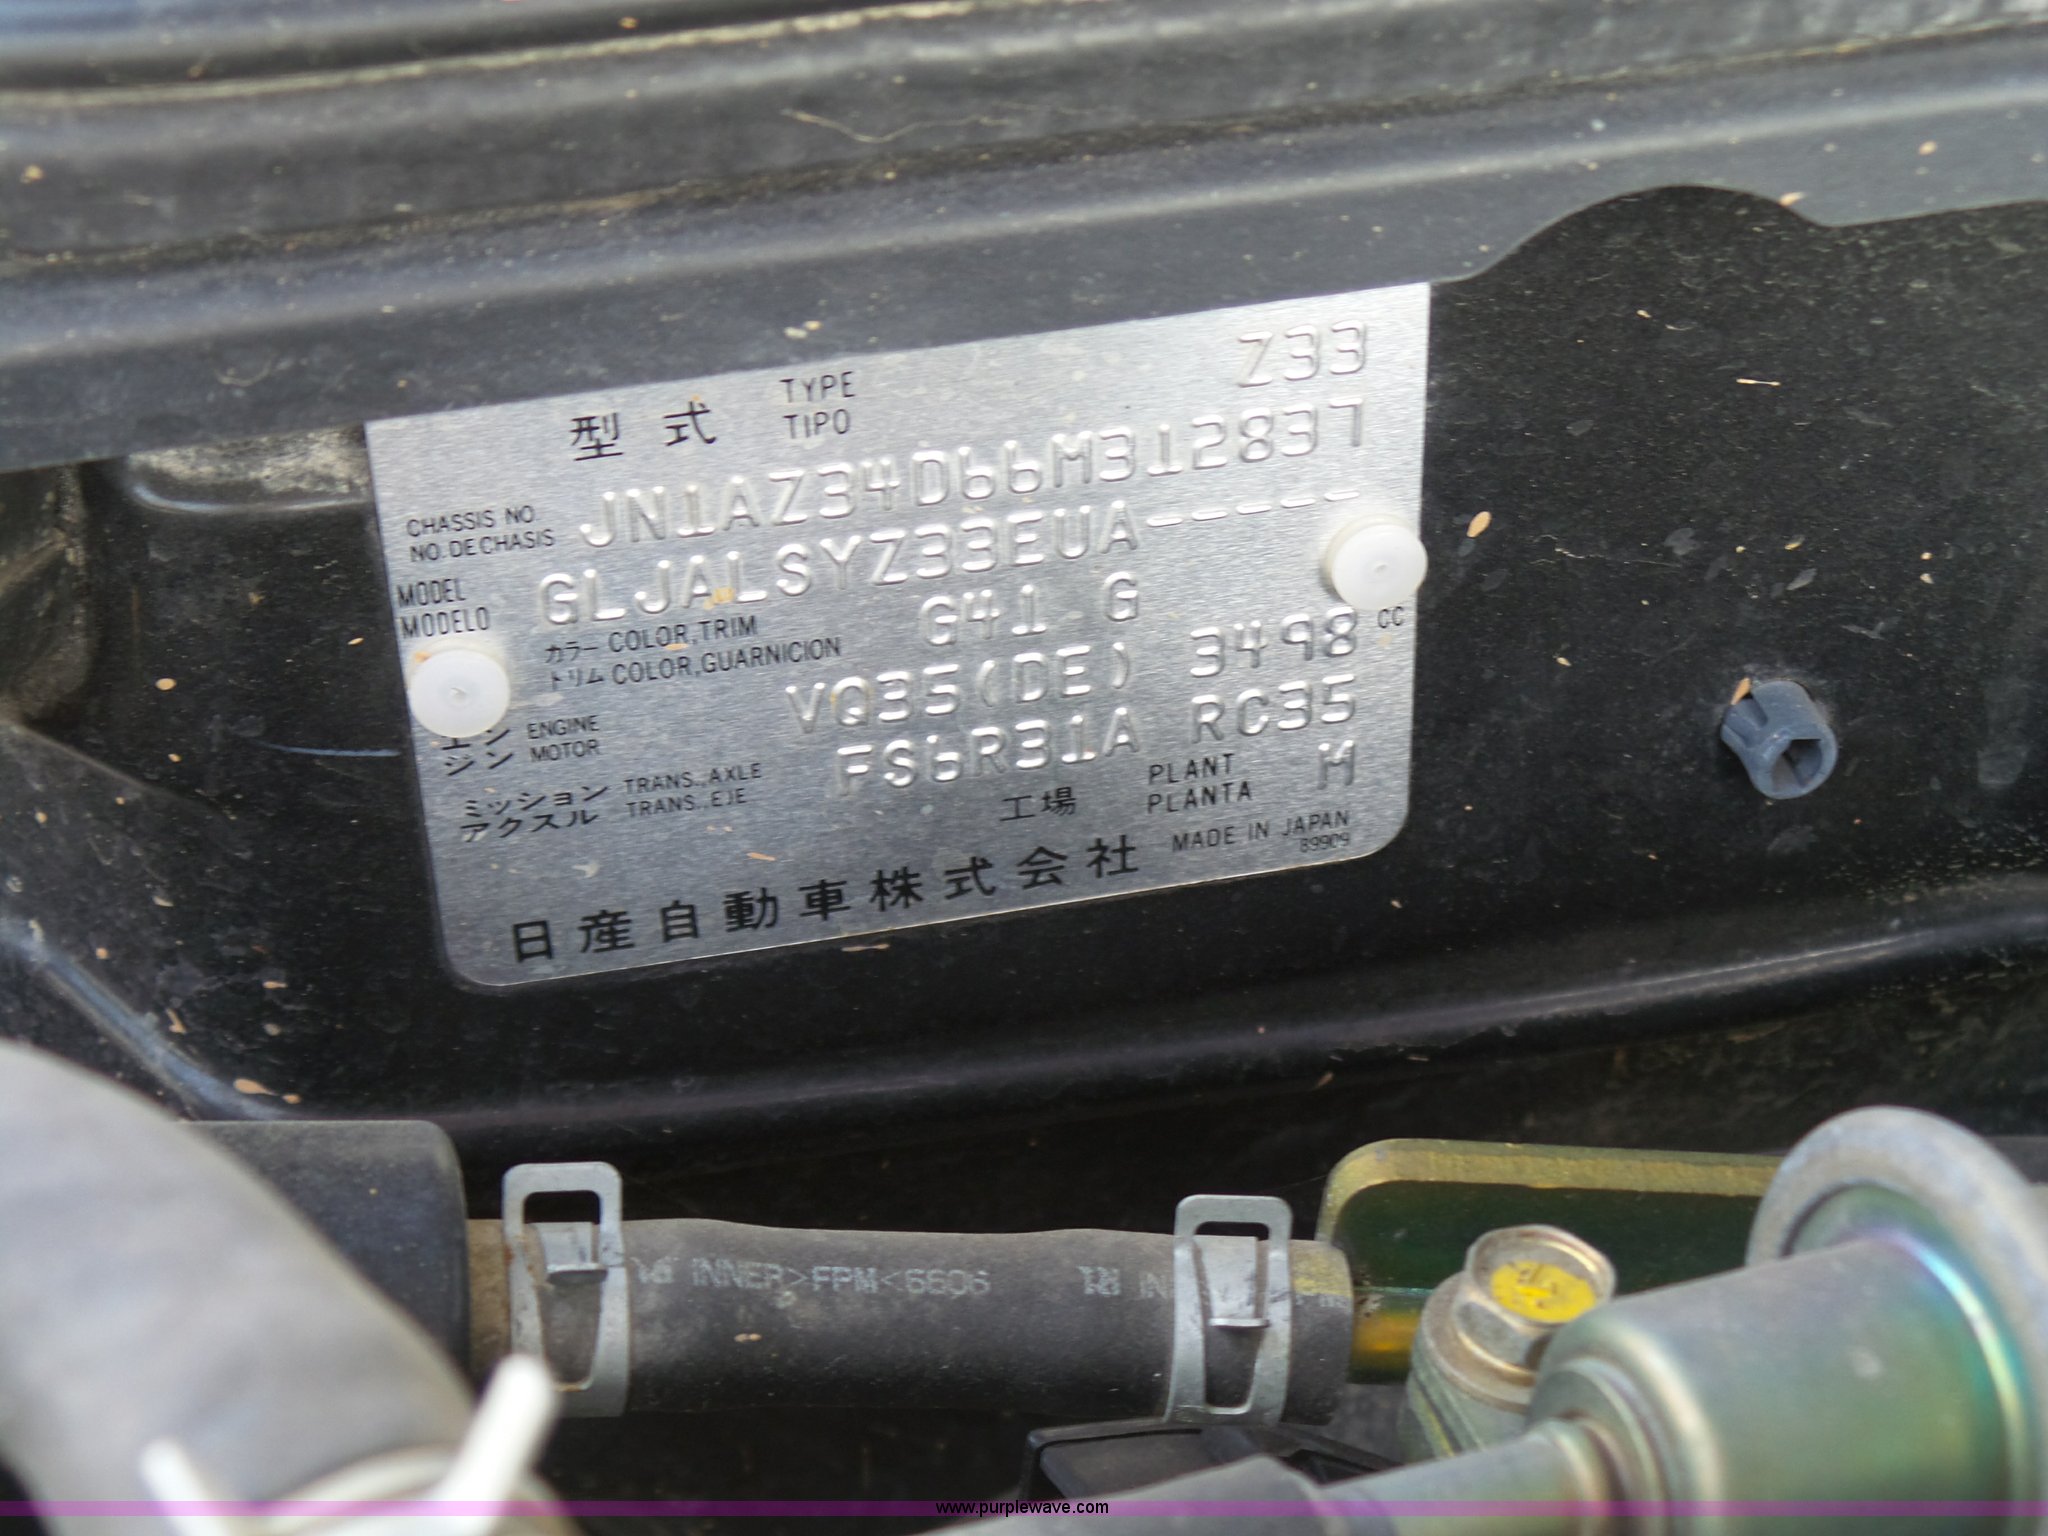 型式 TYPE Z33
TIPO
CHASSIS NO JN1AZ34D66M312837
NO. DE CHASIS
MODEL GLJALSYZ33EUA-----
MODELO
カラー COLOR,TRIM G41 G
トリム COLOR,GUARNICION
エン ENGINE VQ35(DE) 3498 CC
ジン MOTOR
ミッション TRANS.,AXLE FS6R31A RC35
アクスル TRANS.,EJE
工場 PLANT M
PLANTA
MADE IN JAPAN
89909
日産自動車株式会社
INNER>FPM<6606
www.purplewave.com